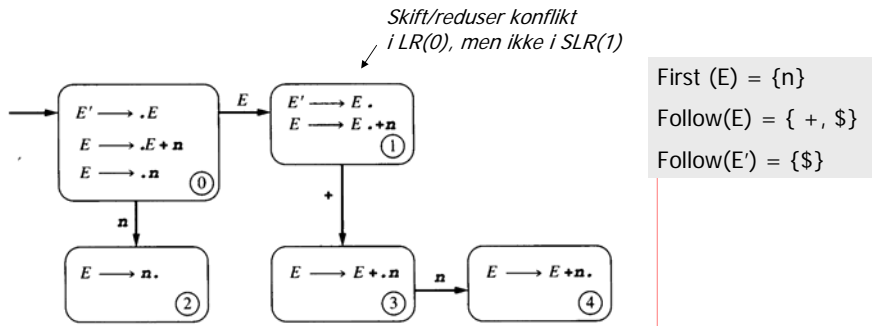 Skift/reduser konflikt
i LR(0), men ikke i SLR(1)
First (E) = {n}
Follow(E) = { +, $}
Follow(E') = {$}
E' ⟶ .E
E ⟶ .E + n
E ⟶ .n
0
E
E' ⟶ E .
E ⟶ E .+n
1
n
+
E ⟶ n.
2
E ⟶ E +.n
3
n
E ⟶ E +n.
4